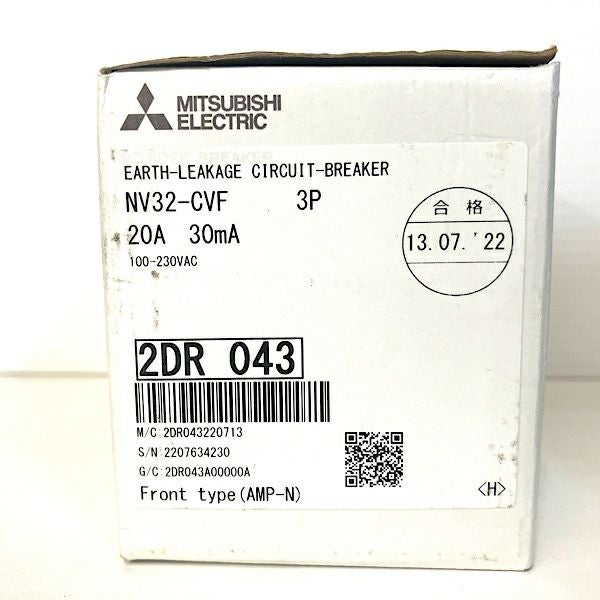 MITSUBISHI
ELECTRIC
EARTH-LEAKAGE CIRCUIT-BREAKER
NV32-CVF 3P
20A 30mA
100-230VAC
合格
13.07.'22
2DR 043
M/C:2DR043220713
S/N:2207634230
G/C:2DR043A00000A
Front type(AMP-N)
<H>